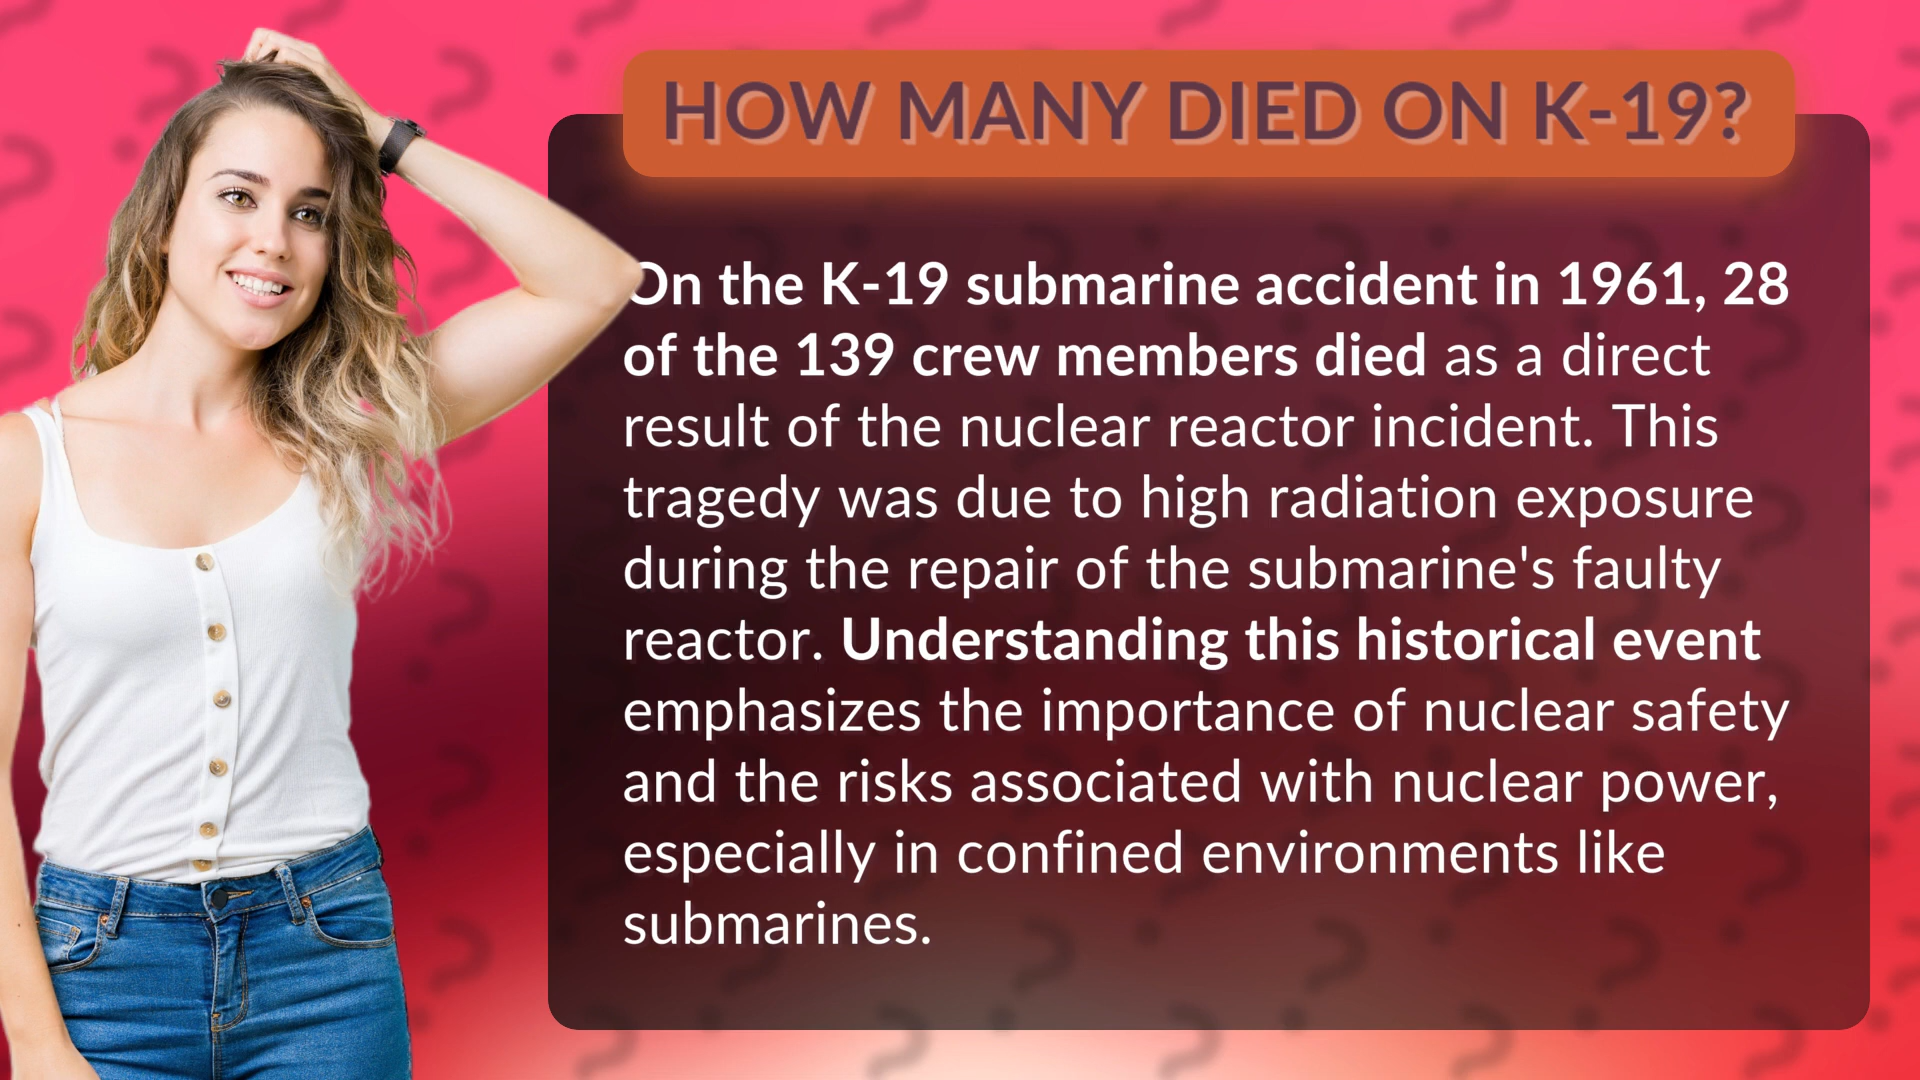 HOW MANY DIED ON K-19?
On the K-19 submarine accident in 1961, 28
of the 139 crew members died as a direct
result of the nuclear reactor incident. This
tragedy was due to high radiation exposure
during the repair of the submarine's faulty
reactor. Understanding this historical event
emphasizes the importance of nuclear safety
and the risks associated with nuclear power,
especially in confined environments like
submarines.